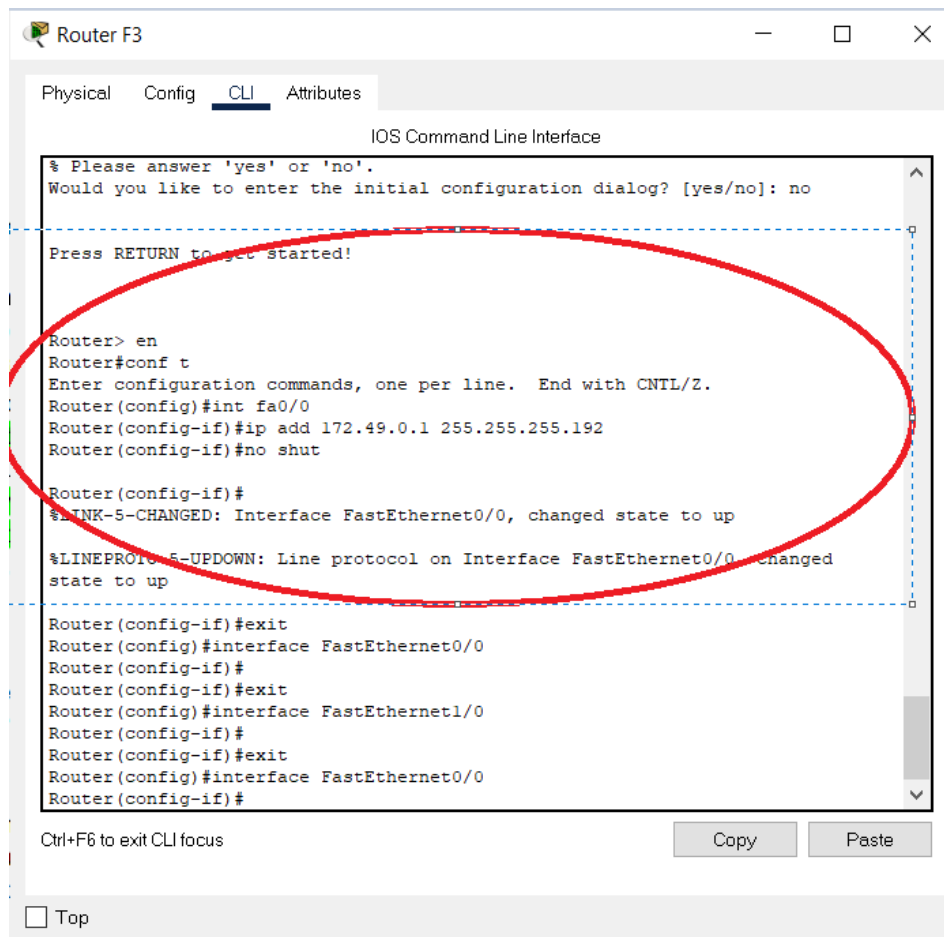 Router F3
Physical Config CLI Attributes
IOS Command Line Interface
% Please answer 'yes' or 'no'.
Would you like to enter the initial configuration dialog? [yes/no]: no
Press RETURN to get started!
Router> en
Router#conf t
Enter configuration commands, one per line.  End with CNTL/Z.
Router(config)#int fa0/0
Router(config-if)#ip add 172.49.0.1 255.255.255.192
Router(config-if)#no shut
Router(config-if)#
%LINK-5-CHANGED: Interface FastEthernet0/0, changed state to up
%LINEPROTO-5-UPDOWN: Line protocol on Interface FastEthernet0/0, changed
state to up
Router(config-if)#exit
Router(config)#interface FastEthernet0/0
Router(config-if)#
Router(config-if)#exit
Router(config)#interface FastEthernet1/0
Router(config-if)#
Router(config-if)#exit
Router(config)#interface FastEthernet0/0
Router(config-if)#
Ctrl+F6 to exit CLI focus
Copy Paste
Top